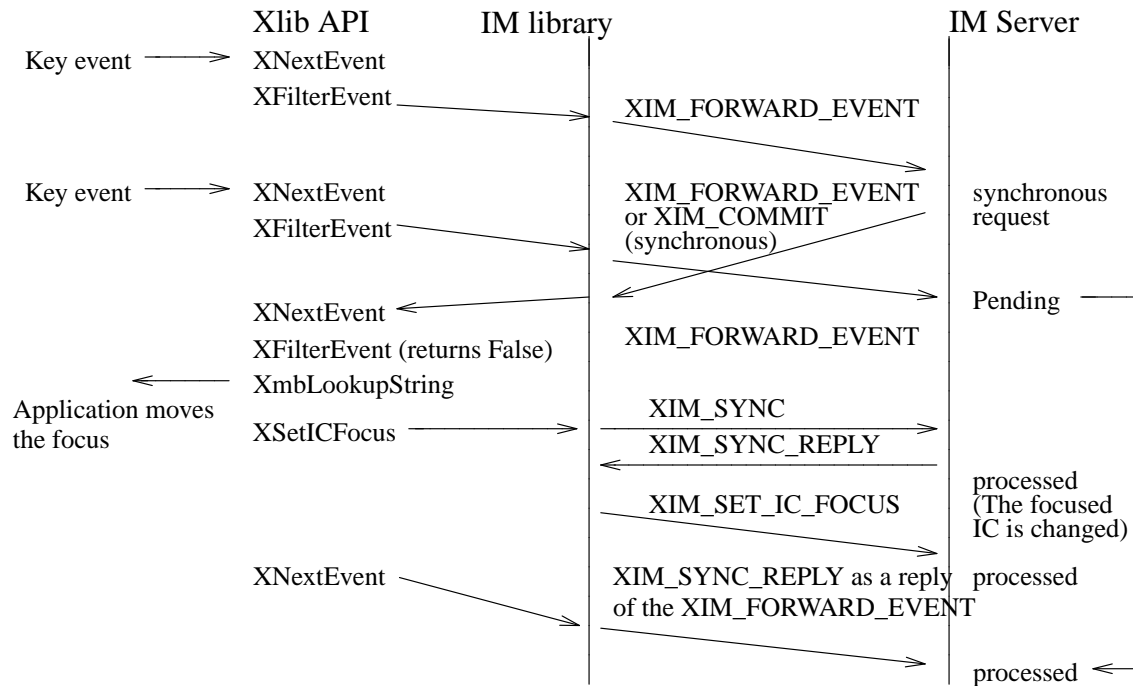 Xlib API
IM library
IM Server
Key event
XNextEvent
XFilterEvent
XIM_FORWARD_EVENT
Key event
XNextEvent
XFilterEvent
XIM_FORWARD_EVENT
or XIM_COMMIT
(synchronous)
synchronous
request
XNextEvent
Pending
XFilterEvent (returns False)
XIM_FORWARD_EVENT
XmbLookupString
Application moves
the focus
XSetICFocus
XIM_SYNC
XIM_SYNC_REPLY
processed
(The focused
IC is changed)
XIM_SET_IC_FOCUS
XNextEvent
XIM_SYNC_REPLY as a reply
of the XIM_FORWARD_EVENT
processed
processed